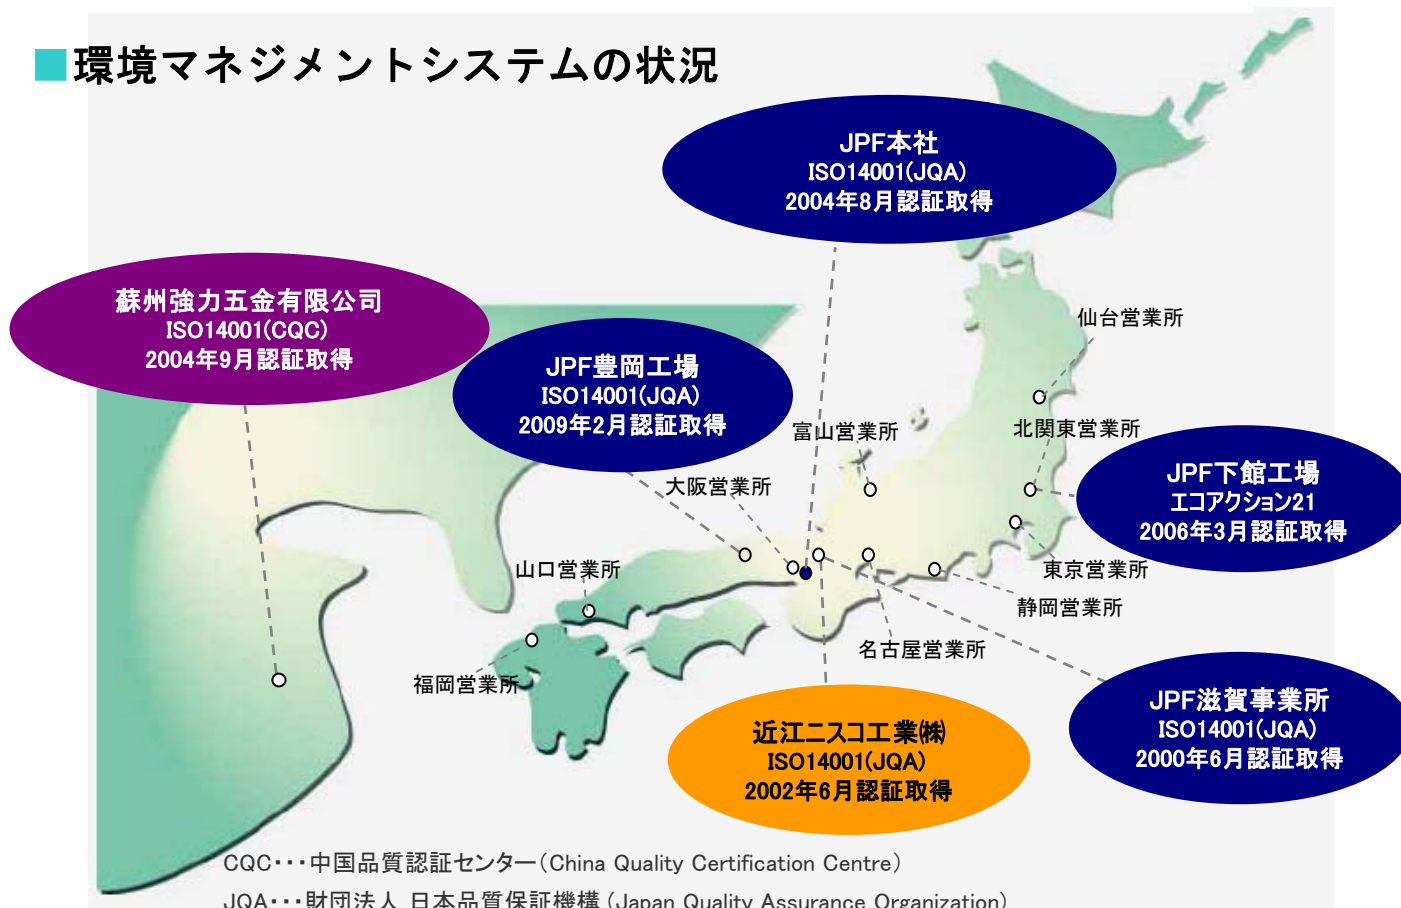 ■環境マネジメントシステムの状況
JPF本社
ISO14001(JQA)
2004年8月認証取得
蘇州強力五金有限公司
ISO14001(CQC)
2004年9月認証取得
仙台営業所
JPF豊岡工場
ISO14001(JQA)
2009年2月認証取得
富山営業所
北関東営業所
大阪営業所
JPF下館工場
エコアクション21
2006年3月認証取得
山口営業所
東京営業所
静岡営業所
名古屋営業所
福岡営業所
JPF滋賀事業所
ISO14001(JQA)
2000年6月認証取得
近江ニスコ工業㈱
ISO14001(JQA)
2002年6月認証取得
CQC・・・中国品質認証センター(China Quality Certification Centre)
JQA・・・財団法人 日本品質保証機構 (Japan Quality Assurance Organization)